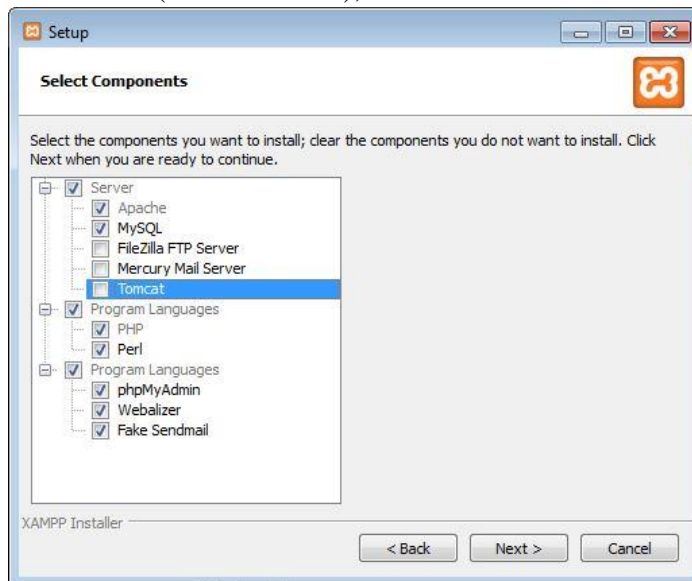 Setup
Select Components
Select the components you want to install; clear the components you do not want to install. Click
Next when you are ready to continue.
Server
Apache
MySQL
FileZilla FTP Server
Mercury Mail Server
Tomcat
Program Languages
PHP
Perl
Program Languages
phpMyAdmin
Webalizer
Fake Sendmail
XAMPP Installer
< Back Next > Cancel